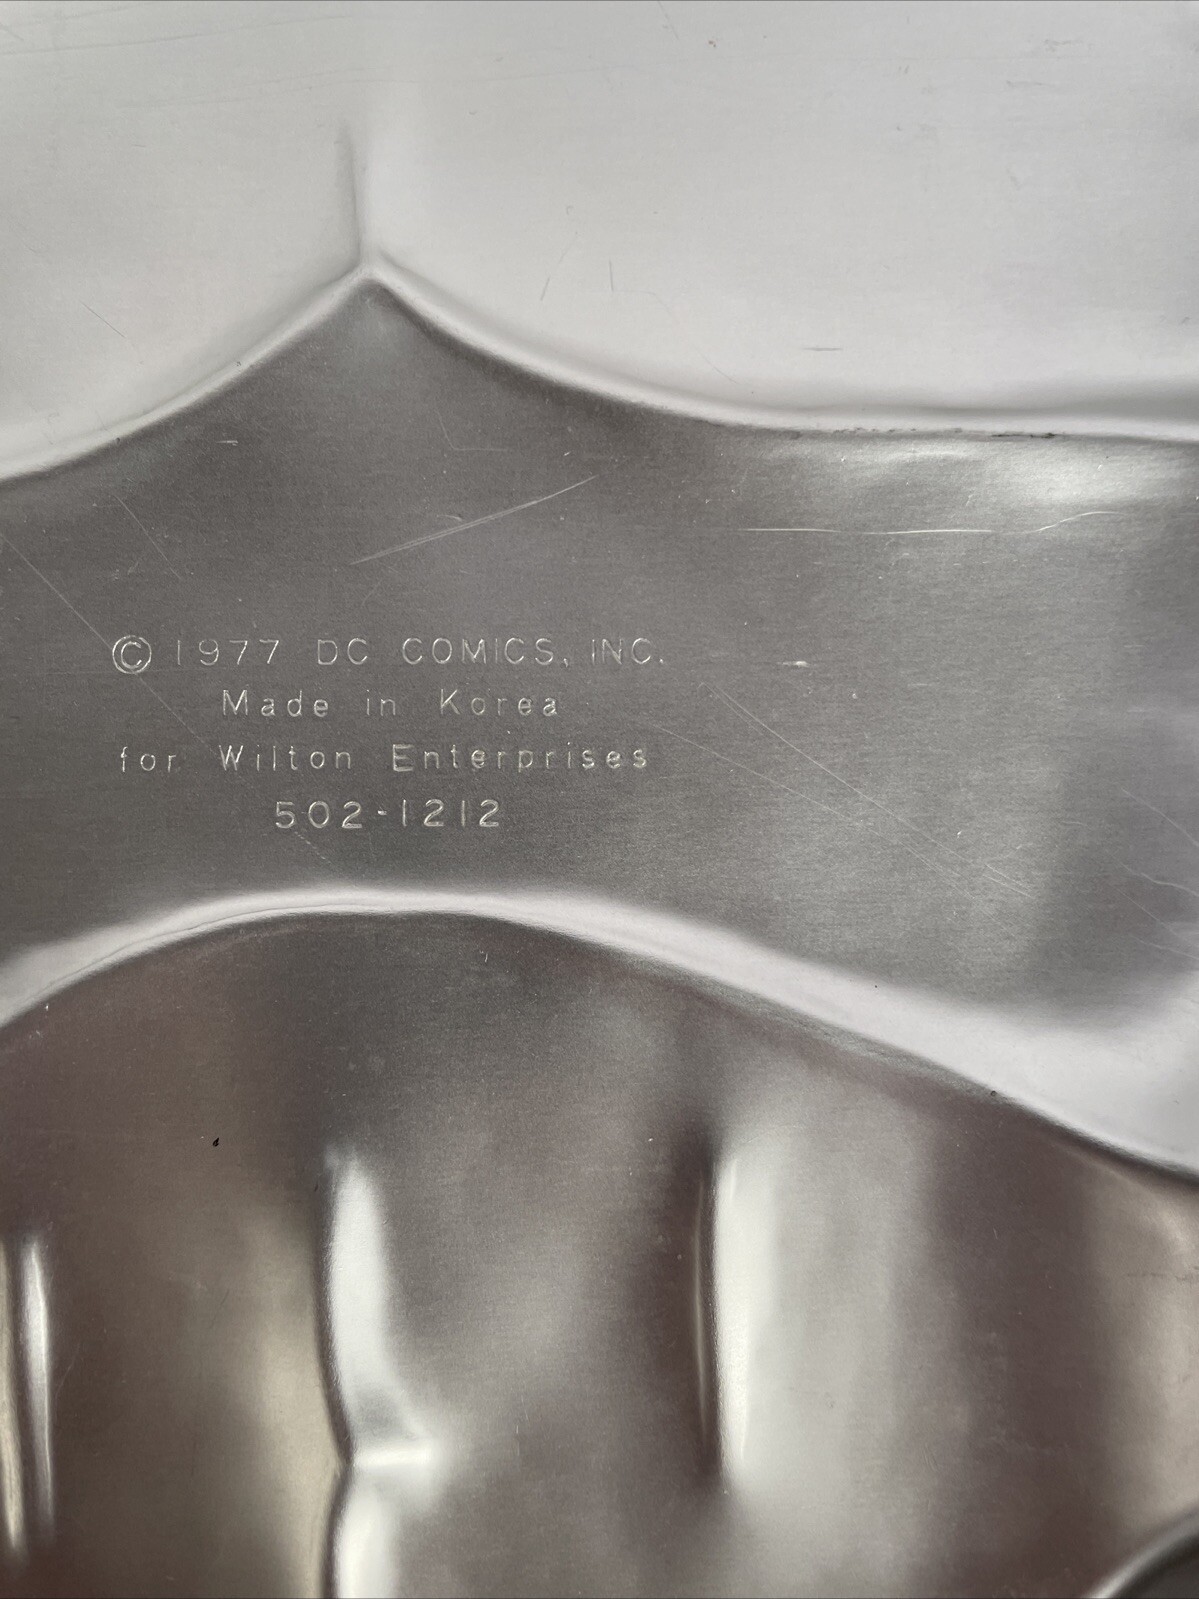 © 1977 DC COMICS, INC.
Made in Korea
for Wilton Enterprises
502-1212